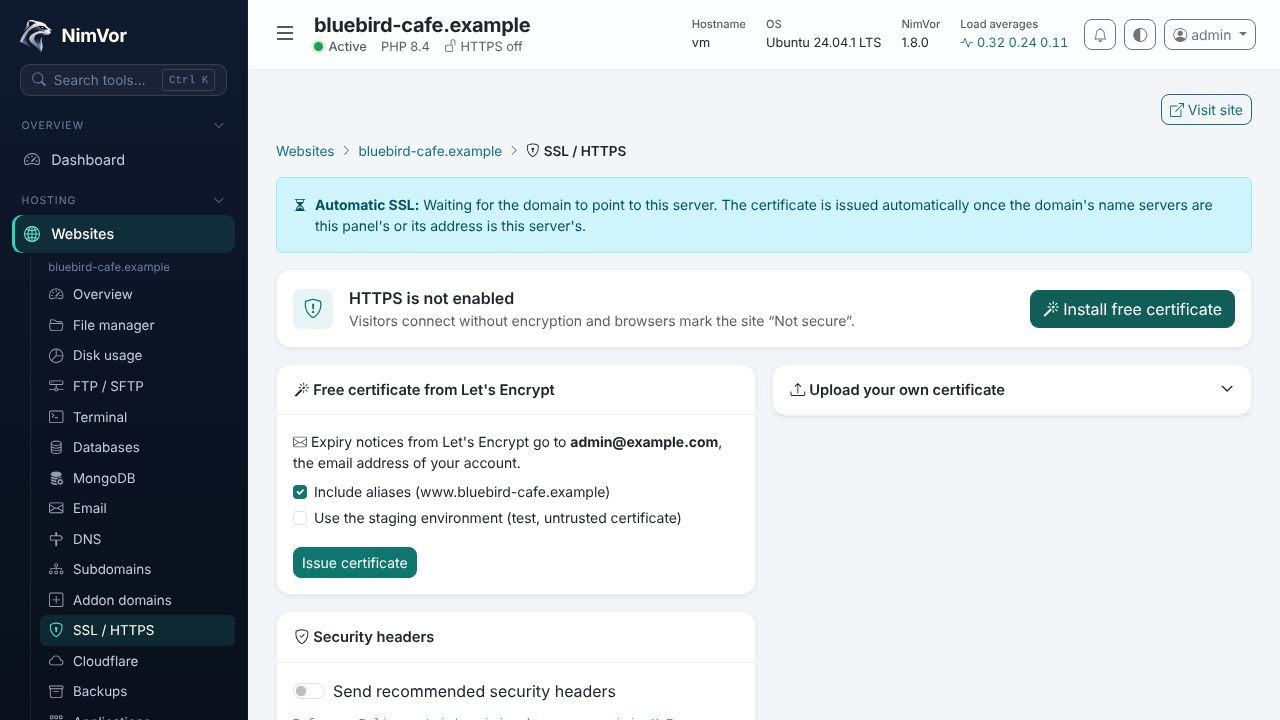 NimVor
Search tools... Ctrl K
OVERVIEW
Dashboard
HOSTING
Websites
bluebird-cafe.example
Overview
File manager
Disk usage
FTP / SFTP
Terminal
Databases
MongoDB
Email
DNS
Subdomains
Addon domains
SSL / HTTPS
Cloudflare
Backups
bluebird-cafe.example
Active PHP 8.4 HTTPS off
Hostname
vm
OS
Ubuntu 24.04.1 LTS
NimVor
1.8.0
Load averages
0.32 0.24 0.11
admin
Visit site
Websites > bluebird-cafe.example > SSL / HTTPS
Automatic SSL: Waiting for the domain to point to this server. The certificate is issued automatically once the domain's name servers are
this panel's or its address is this server's.
HTTPS is not enabled
Visitors connect without encryption and browsers mark the site “Not secure”.
Install free certificate
Free certificate from Let's Encrypt
Expiry notices from Let's Encrypt go to admin@example.com,
the email address of your account.
Include aliases (www.bluebird-cafe.example)
Use the staging environment (test, untrusted certificate)
Issue certificate
Upload your own certificate
Security headers
Send recommended security headers